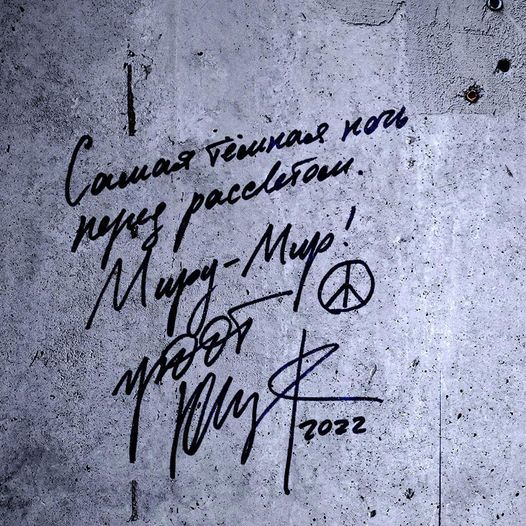 Самая тёмная ночь
перед рассветом.
Миру-Мир!
2022